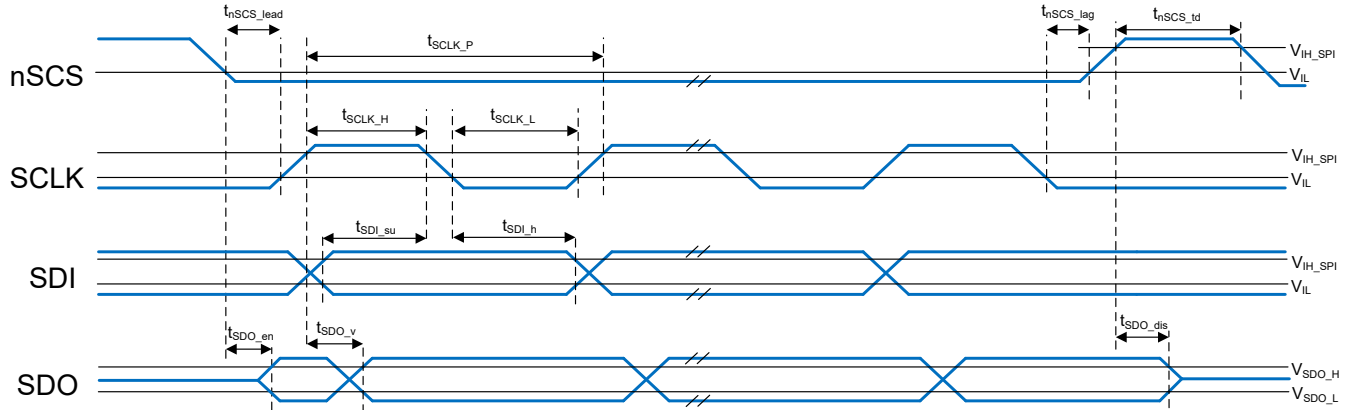 tnSCS_lead
tnSCS_lag
tnSCS_td
tSCLK_P
nSCS
VIH_SPI
VIL
tSCLK_H
tSCLK_L
SCLK
VIH_SPI
VIL
tSDI_su
tSDI_h
SDI
VIH_SPI
VIL
tSDO_en
tSDO_v
tSDO_dis
SDO
VSDO_H
VSDO_L